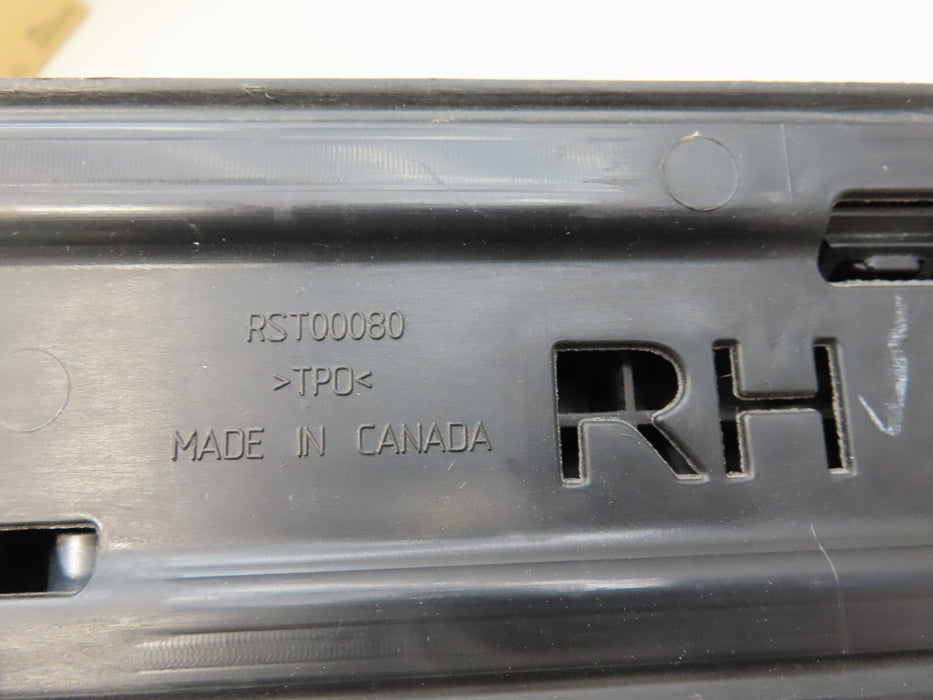 RST00080
>TPO<
MADE IN CANADA
RH